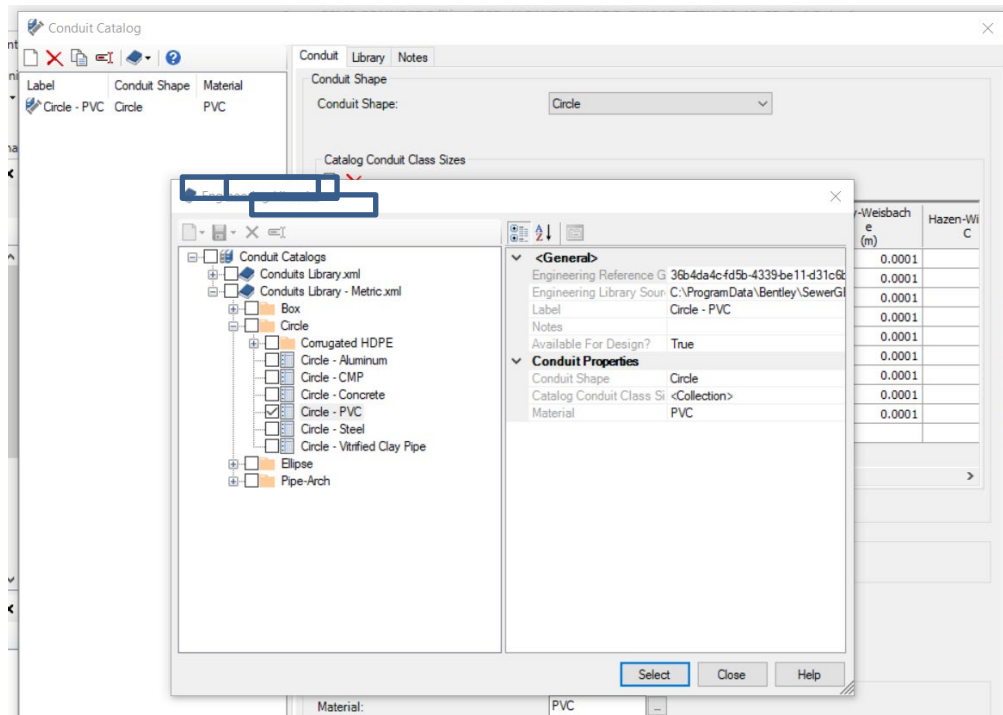 Conduit Catalog
Label Conduit Shape Material
Circle - PVC Circle PVC
Conduit Library Notes
Conduit Shape
Conduit Shape: Circle
Catalog Conduit Class Sizes
y-Weisbach
e
(m)
Hazen-Wi
C
0.0001
0.0001
0.0001
0.0001
0.0001
0.0001
0.0001
0.0001
0.0001
Conduit Catalogs
Conduits Library.xml
Conduits Library - Metric.xml
Box
Circle
Corrugated HDPE
Circle - Aluminum
Circle - CMP
Circle - Concrete
Circle - PVC
Circle - Steel
Circle - Vitrified Clay Pipe
Ellipse
Pipe-Arch
<General>
Engineering Reference G 36b4da4c-fd5b-4339-be11-d31c6b
Engineering Library Sour C:\ProgramData\Bentley\SewerGE
Label Circle - PVC
Notes
Available For Design? True
Conduit Properties
Conduit Shape Circle
Catalog Conduit Class Si <Collection>
Material PVC
Select Close Help
Material: PVC ...